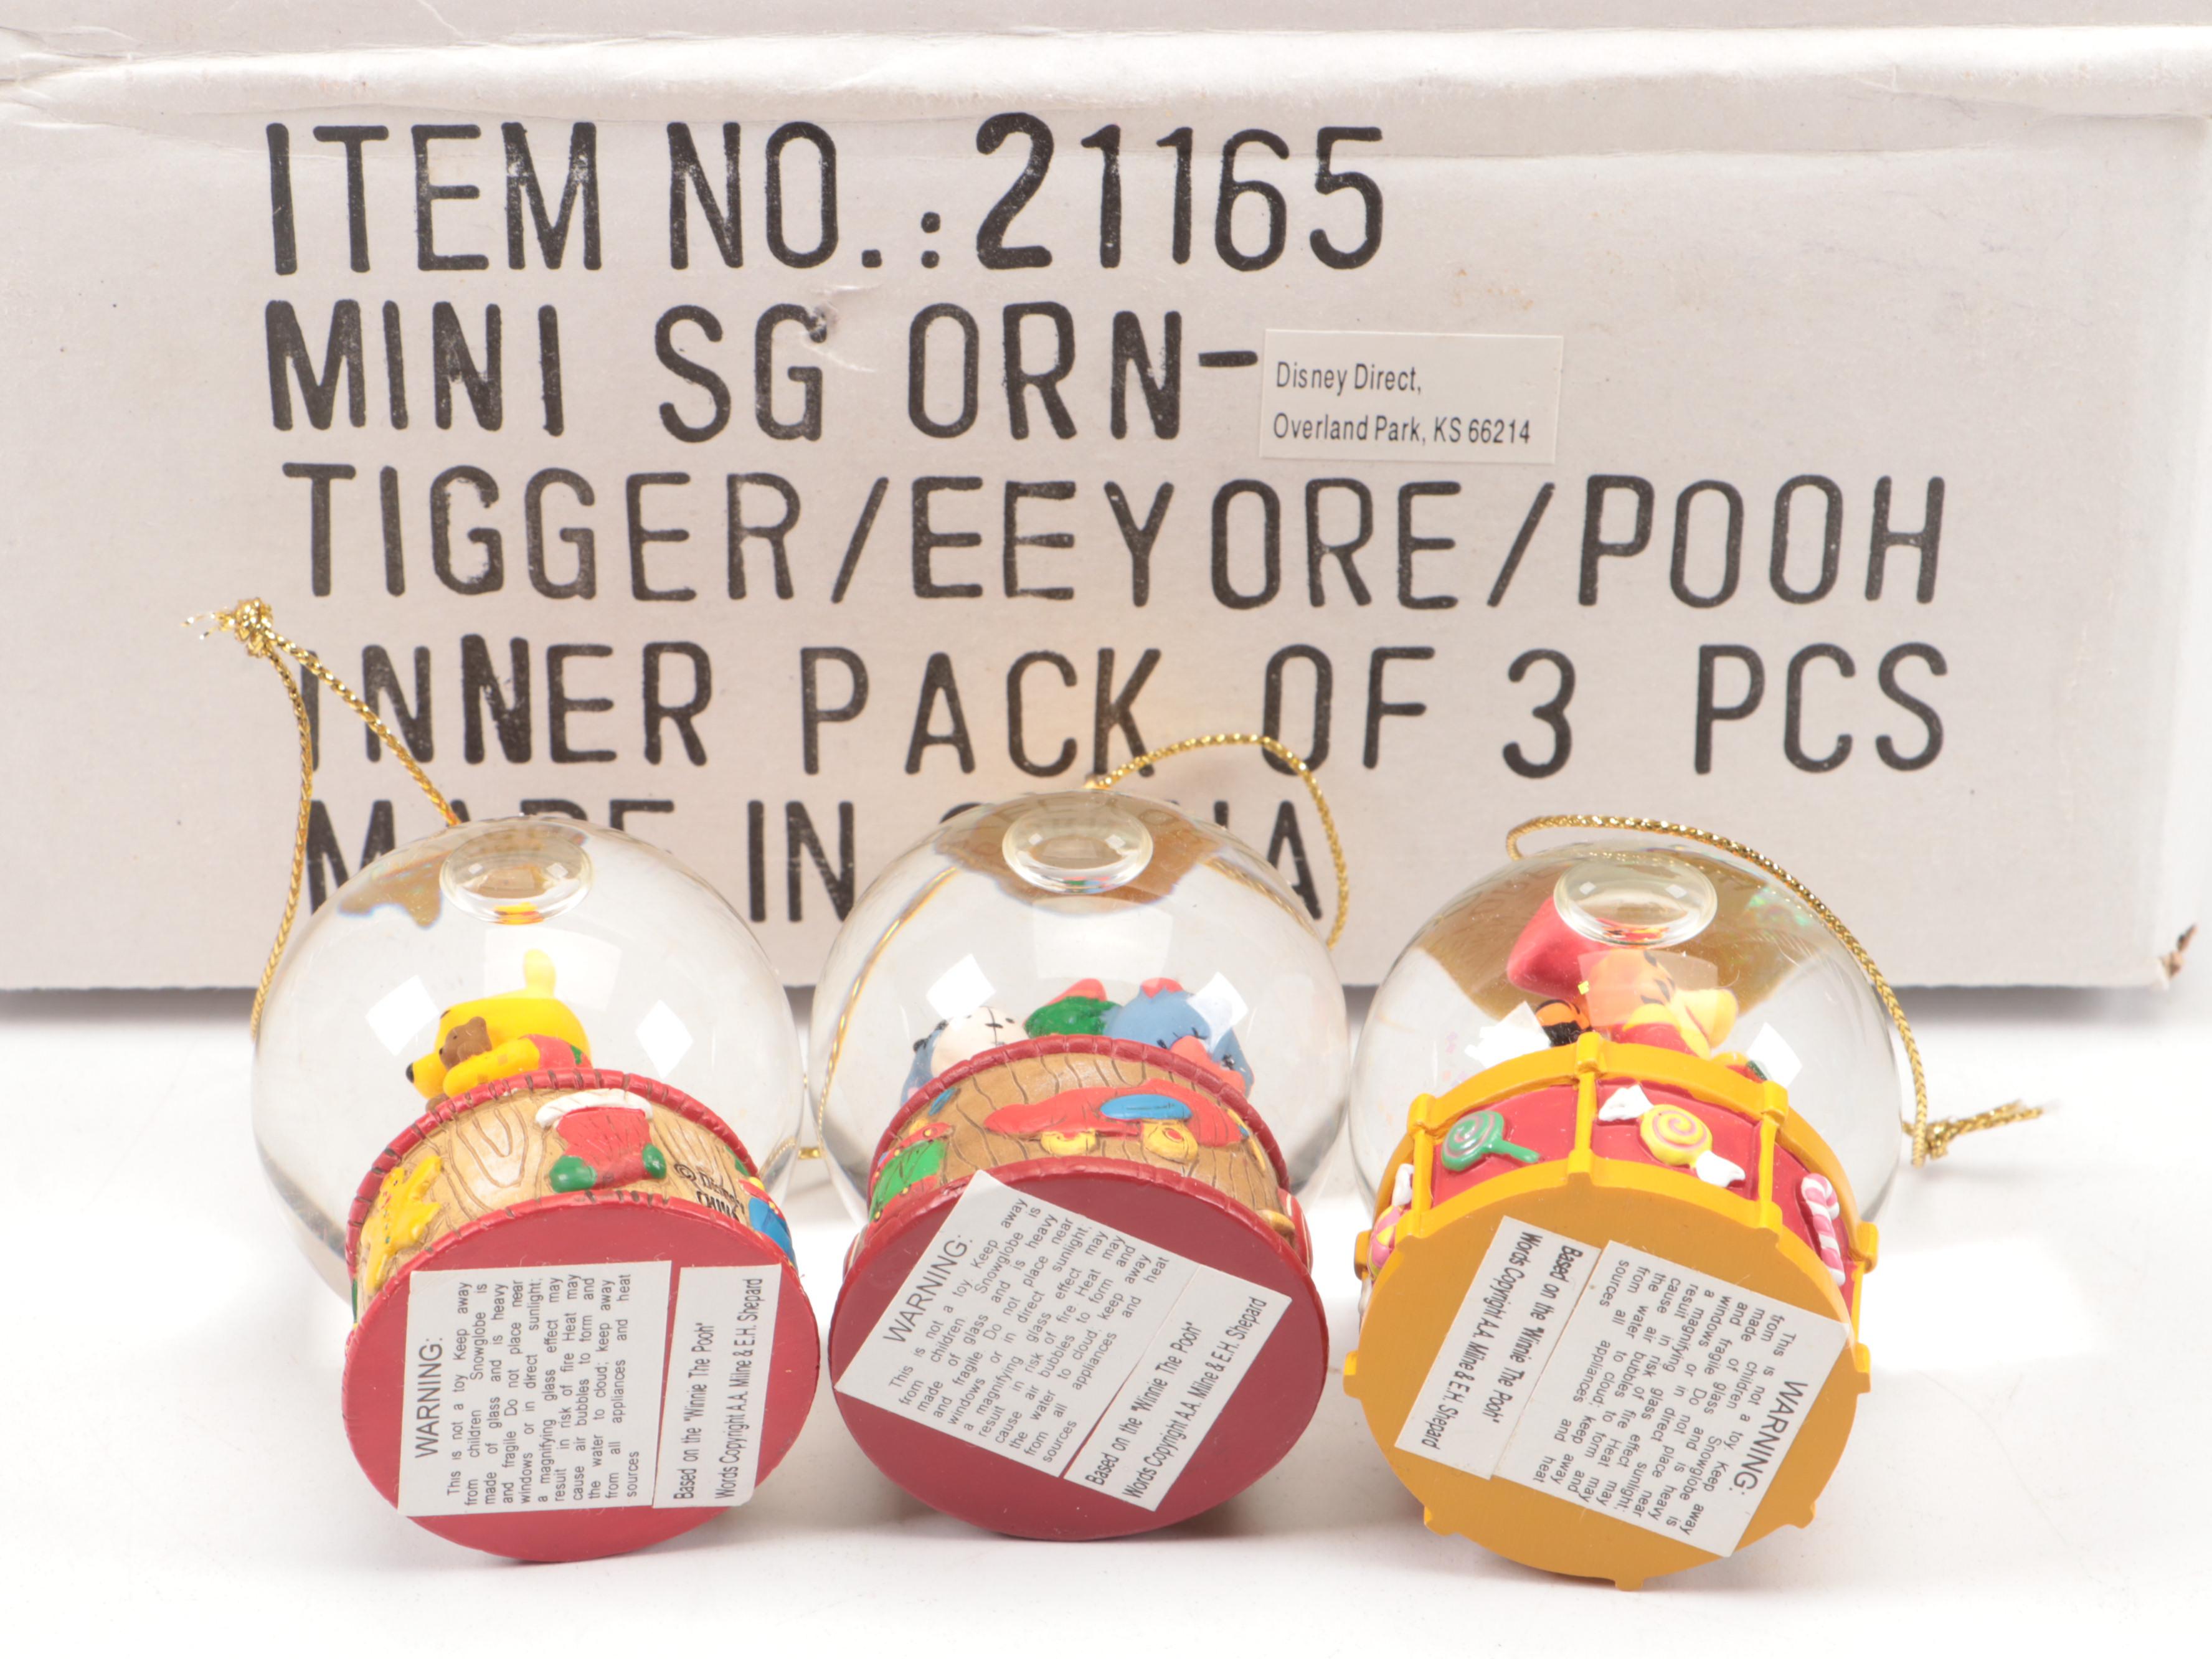 ITEM NO.:21165
MINI SG ORN-
Disney Direct,
Overland Park, KS 66214
TIGGER/EEYORE/POOH
INNER PACK OF 3 PCS
MADE IN CHINA
© Disney
CHINA
WARNING:
This is not a toy Keep away
from children Snowglobe is
made of glass and is heavy
and fragile Do not place near
windows or in direct sunlight;
a magnifying glass effect may
result in risk of fire Heat may
cause air bubbles to form and
the water to cloud; keep away
from all appliances and heat
sources
Based on the "Winnie The Pooh"
Words Copyright A.A. Milne & E.H. Shepard
WARNING:
This is not a toy Keep away
from children Snowglobe is
made of glass and is heavy
and fragile Do not place near
windows or in direct sunlight.
a magnifying glass effect may
result in risk of fire Heat may
cause air bubbles to form and
the water to cloud, keep away
from all appliances and heat
sources
Based on the "Winnie The Pooh"
Words Copyright A.A. Milne & E.H. Shepard
WARNING:
This is not a toy. Keep away
from children Snowglobe is
made of glass and is heavy
and fragile Do not place near
windows or in direct sunlight;
a magnifying glass effect may
result in risk of fire Heat may
cause air bubbles to form and
the water to cloud, keep away
from all appliances and heat
sources
Based on the "Winnie The Pooh"
Words Copyright A.A. Milne & E.H. Shepard